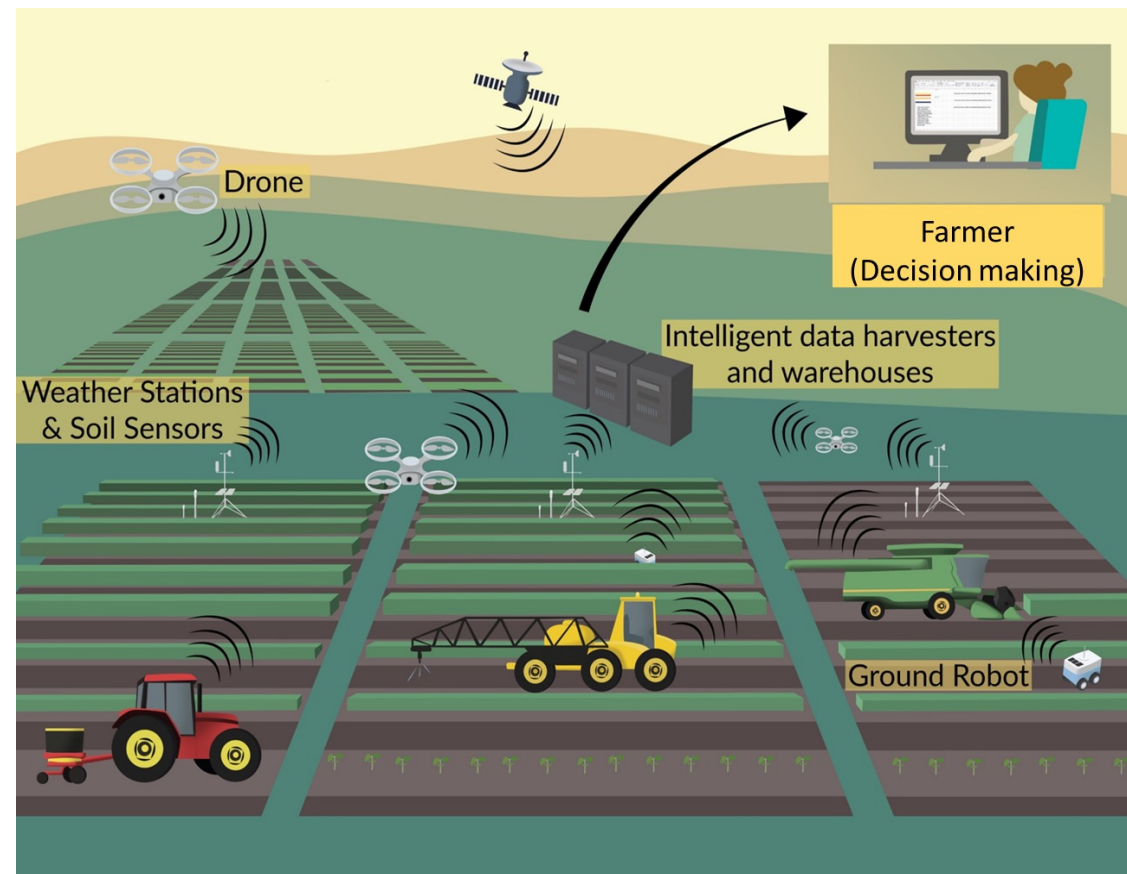 Drone
Farmer
(Decision making)
Intelligent data harvesters
and warehouses
Weather Stations
& Soil Sensors
Ground Robot